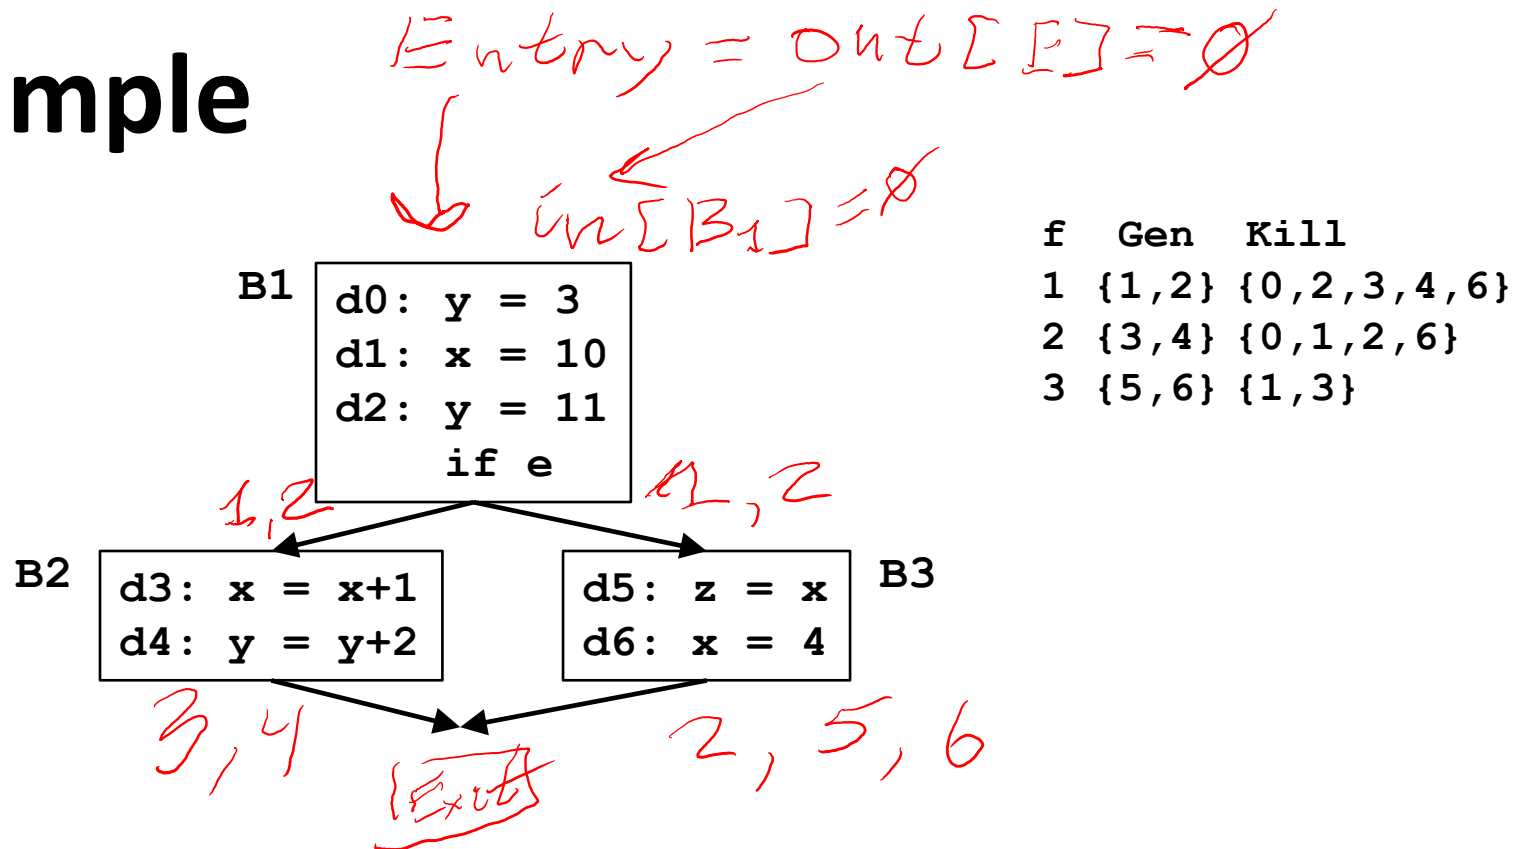 Entry = out[E] = ∅
mple
in[B1] = ∅
f Gen Kill
1 {1,2} {0,2,3,4,6}
2 {3,4} {0,1,2,6}
3 {5,6} {1,3}
B1
d0: y = 3
d1: x = 10
d2: y = 11
if e
1,2
1,2
B2
d3: x = x+1
d4: y = y+2
d5: z = x
d6: x = 4
B3
3,4
2,5,6
[Exit]